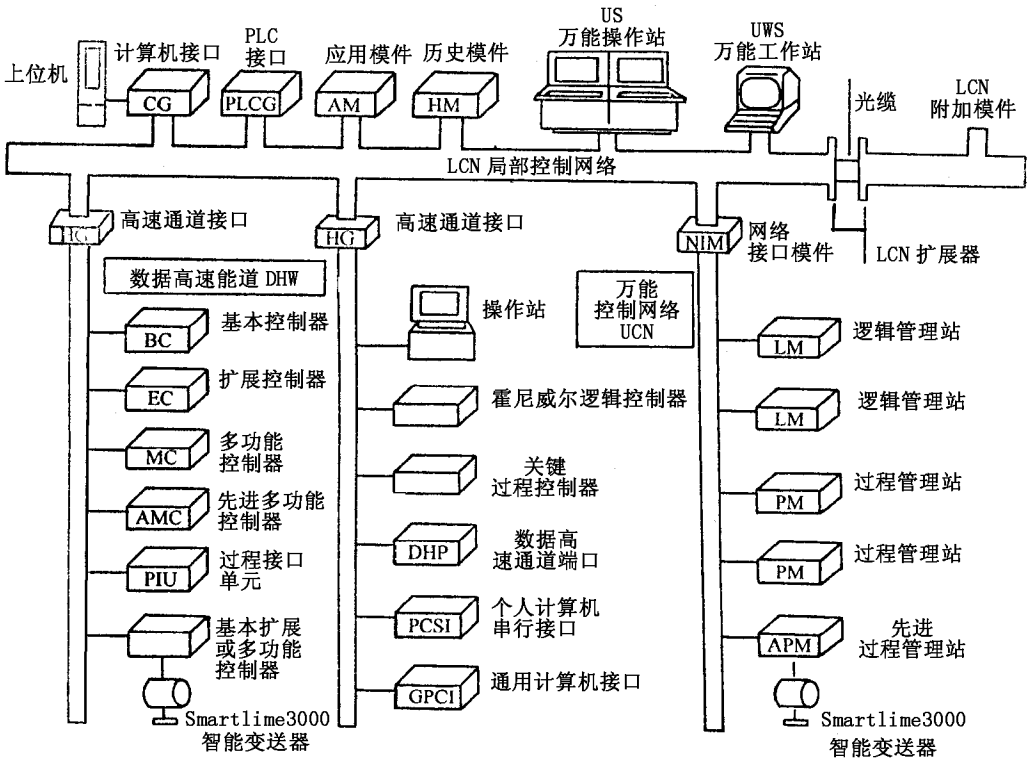 US
万能操作站
UWS
万能工作站
PLC
接口
计算机接口
应用模件
历史模件
上位机
CG
PLCG
AM
HM
光缆
LCN
附加模件
LCN 局部控制网络
高速通道接口
HG
高速通道接口
HG
NIM
网络
接口模件
LCN 扩展器
数据高速能道 DHW
万能
控制网络
UCN
基本控制器
BC
扩展控制器
EC
多功能
控制器
MC
先进多功能
控制器
AMC
过程接口
单元
PIU
基本扩展
或多功能
控制器
Smartlime3000
智能变送器
操作站
霍尼威尔逻辑控制器
关键
过程控制器
数据高
速通道端口
DHP
个人计算机
串行接口
PCSI
通用计算机接口
GPCI
逻辑管理站
LM
逻辑管理站
LM
过程管理站
PM
过程管理站
PM
先进
过程管理站
APM
Smartlime3000
智能变送器